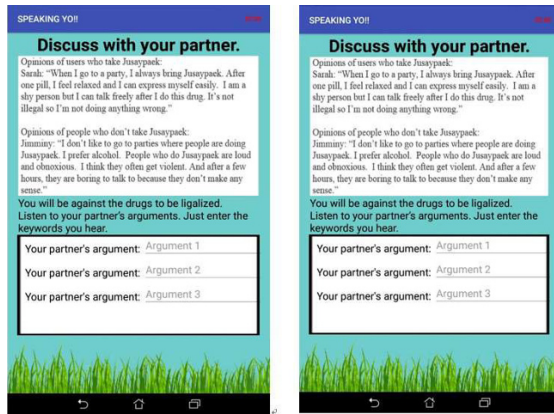 SPEAKING YO!!
Discuss with your partner.
Opinions of users who take Jusaypaek:
Sarah: “When I go to a party, I always bring Jusaypaek. After
one pill, I feel relaxed and I can express myself easily.  I am a
shy person but I can talk freely after I do this drug. It’s not
illegal so I’m not doing anything wrong.”
Opinions of people who don’t take Jusaypaek:
Jimminy: “I don’t like to go to parties where people are doing
Jusaypaek. I prefer alcohol.  People who do Jusaypaek are loud
and obnoxious.  I think they often get violent. And after a few
hours, they are boring to talk to because they don’t make any
sense.”
You will be against the drugs to be ligalized.
Listen to your partner's arguments. Just enter the
keywords you hear.
Your partner's argument: Argument 1
Your partner's argument: Argument 2
Your partner's argument: Argument 3
SPEAKING YO!!
Discuss with your partner.
Opinions of users who take Jusaypaek:
Sarah: “When I go to a party, I always bring Jusaypaek. After
one pill, I feel relaxed and I can express myself easily.  I am a
shy person but I can talk freely after I do this drug. It’s not
illegal so I’m not doing anything wrong.”
Opinions of people who don’t take Jusaypaek:
Jimminy: “I don’t like to go to parties where people are doing
Jusaypaek. I prefer alcohol.  People who do Jusaypaek are loud
and obnoxious.  I think they often get violent. And after a few
hours, they are boring to talk to because they don’t make any
sense.”
You will be against the drugs to be ligalized.
Listen to your partner's arguments. Just enter the
keywords you hear.
Your partner's argument: Argument 1
Your partner's argument: Argument 2
Your partner's argument: Argument 3